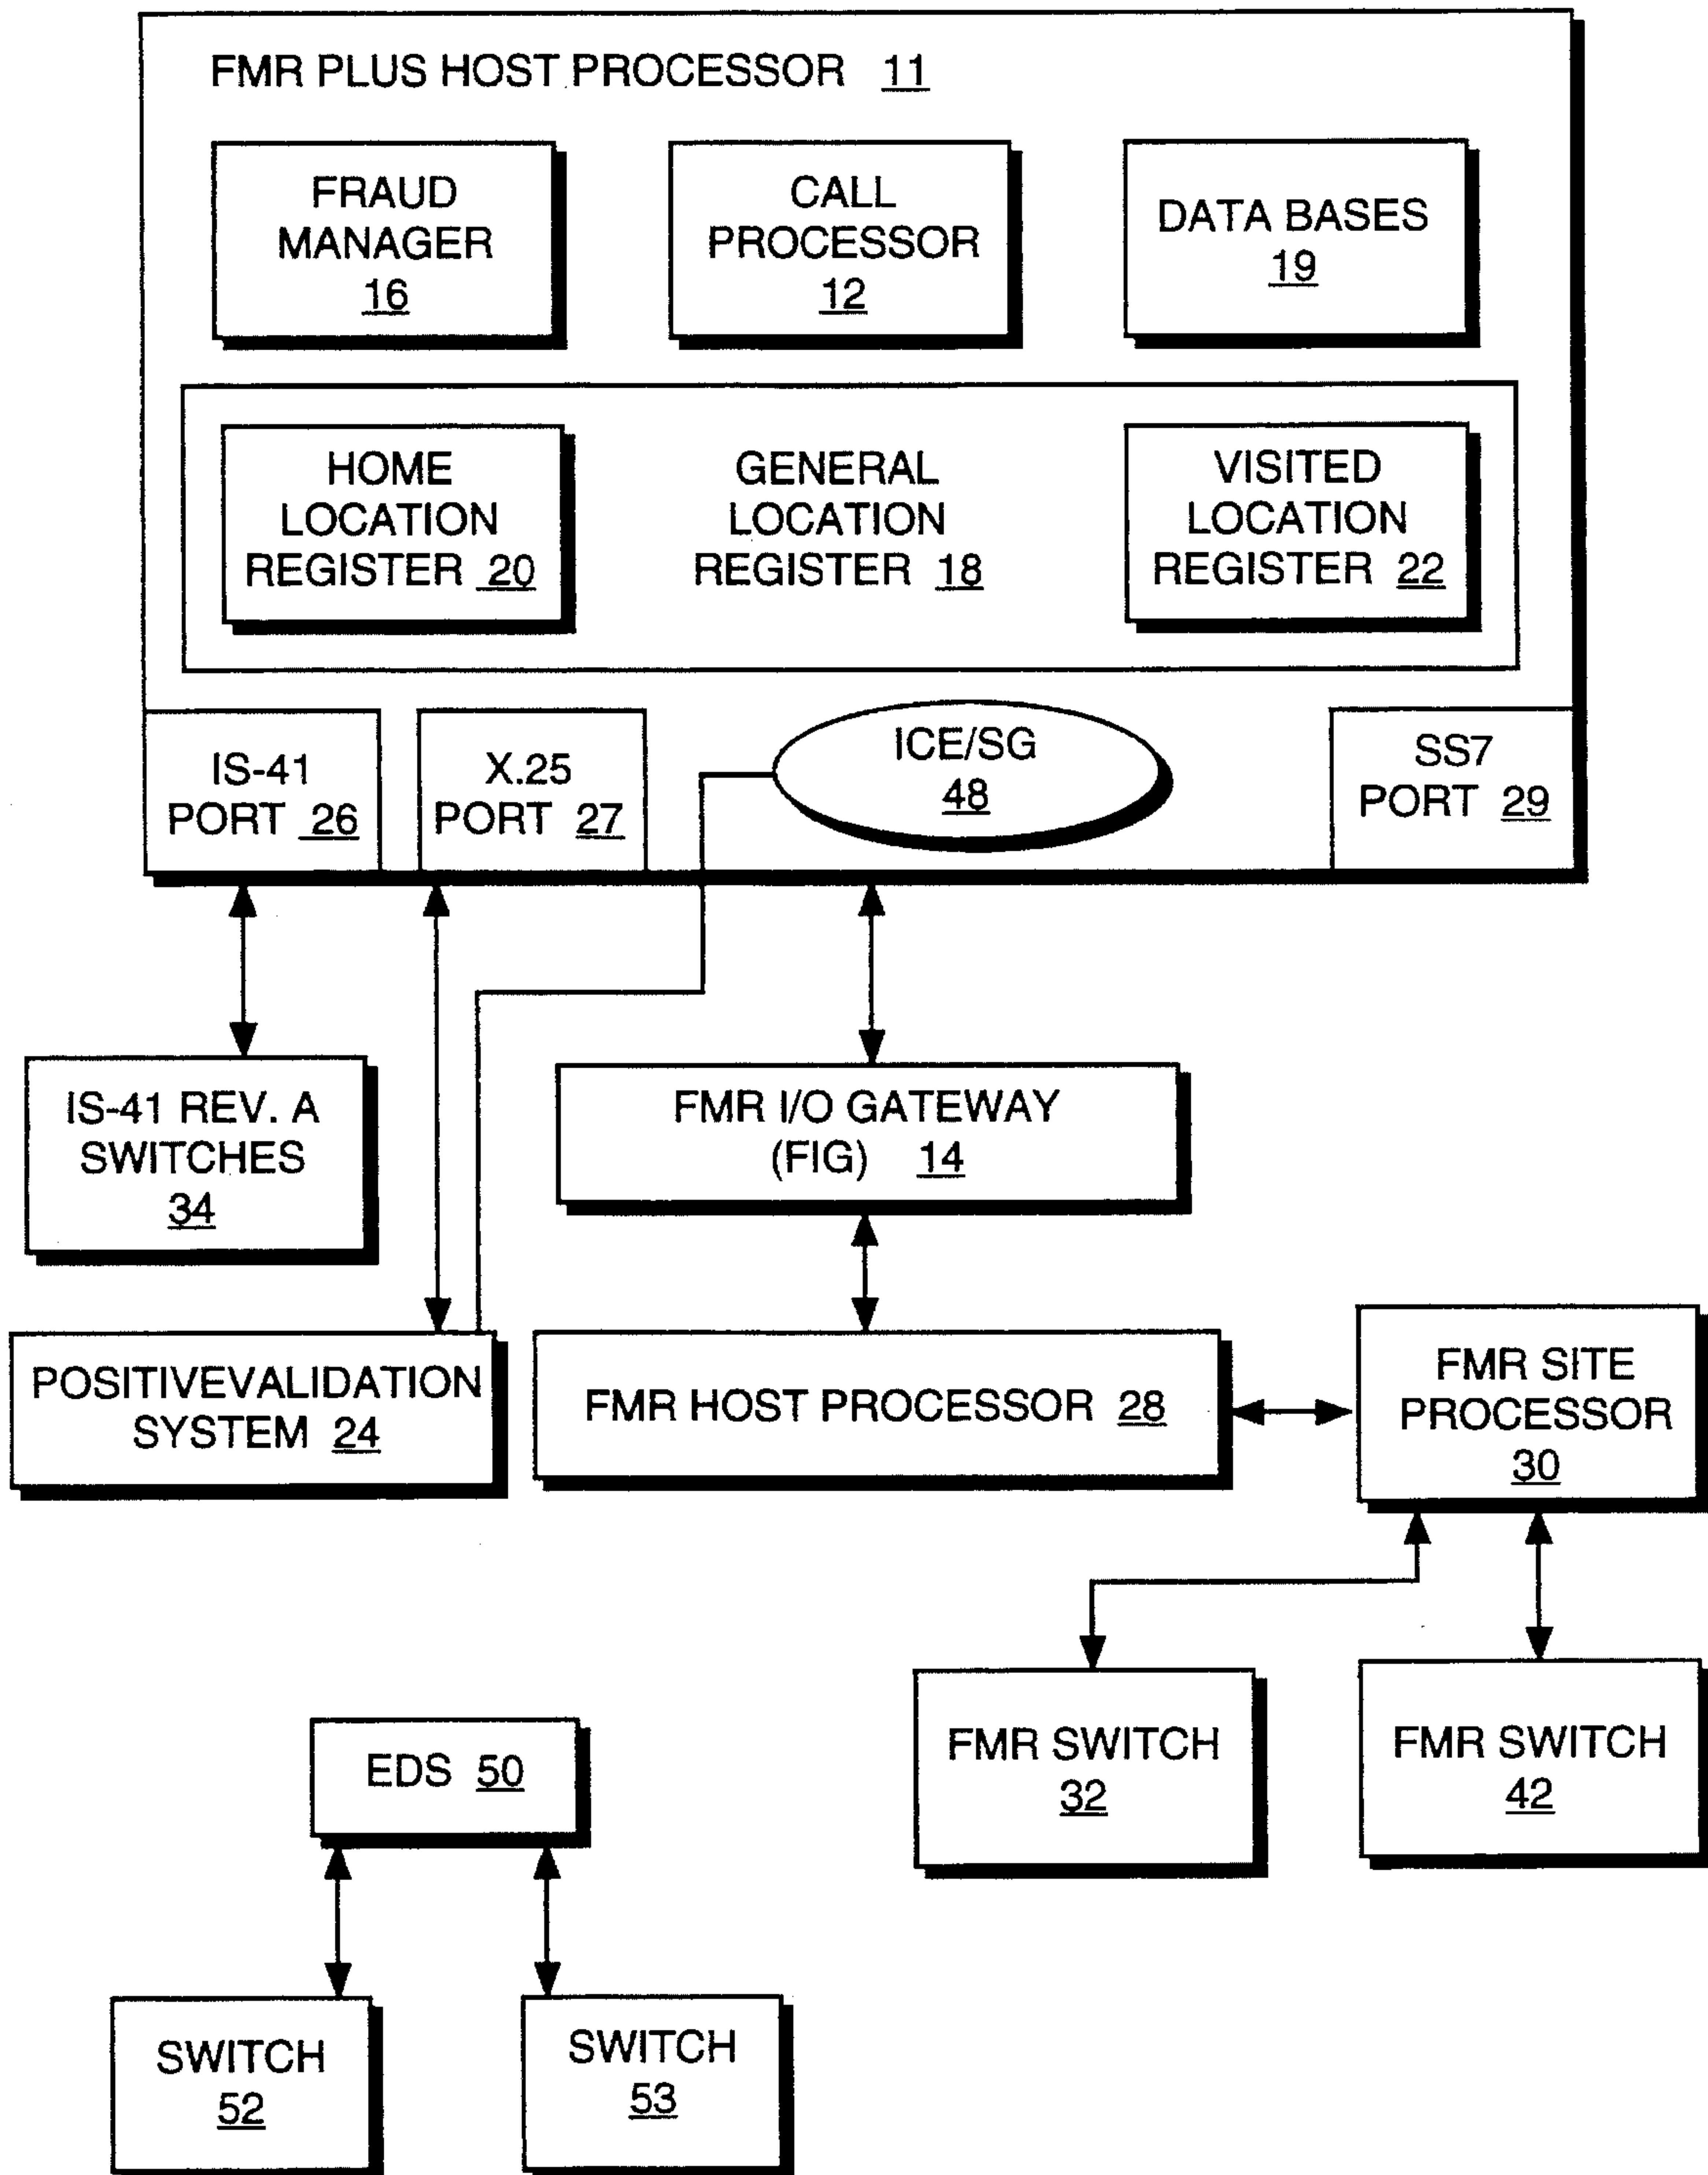 FMR PLUS HOST PROCESSOR 11
FRAUD
MANAGER
16
CALL
PROCESSOR
12
DATA BASES
19
HOME
LOCATION
REGISTER 20
GENERAL
LOCATION
REGISTER 18
VISITED
LOCATION
REGISTER 22
IS-41
PORT 26
X.25
PORT 27
ICE/SG
48
SS7
PORT 29
IS-41 REV. A
SWITCHES
34
FMR I/O GATEWAY
(FIG) 14
POSITIVEVALIDATION
SYSTEM 24
FMR HOST PROCESSOR 28
FMR SITE
PROCESSOR
30
FMR SWITCH
32
FMR SWITCH
42
EDS 50
SWITCH
52
SWITCH
53